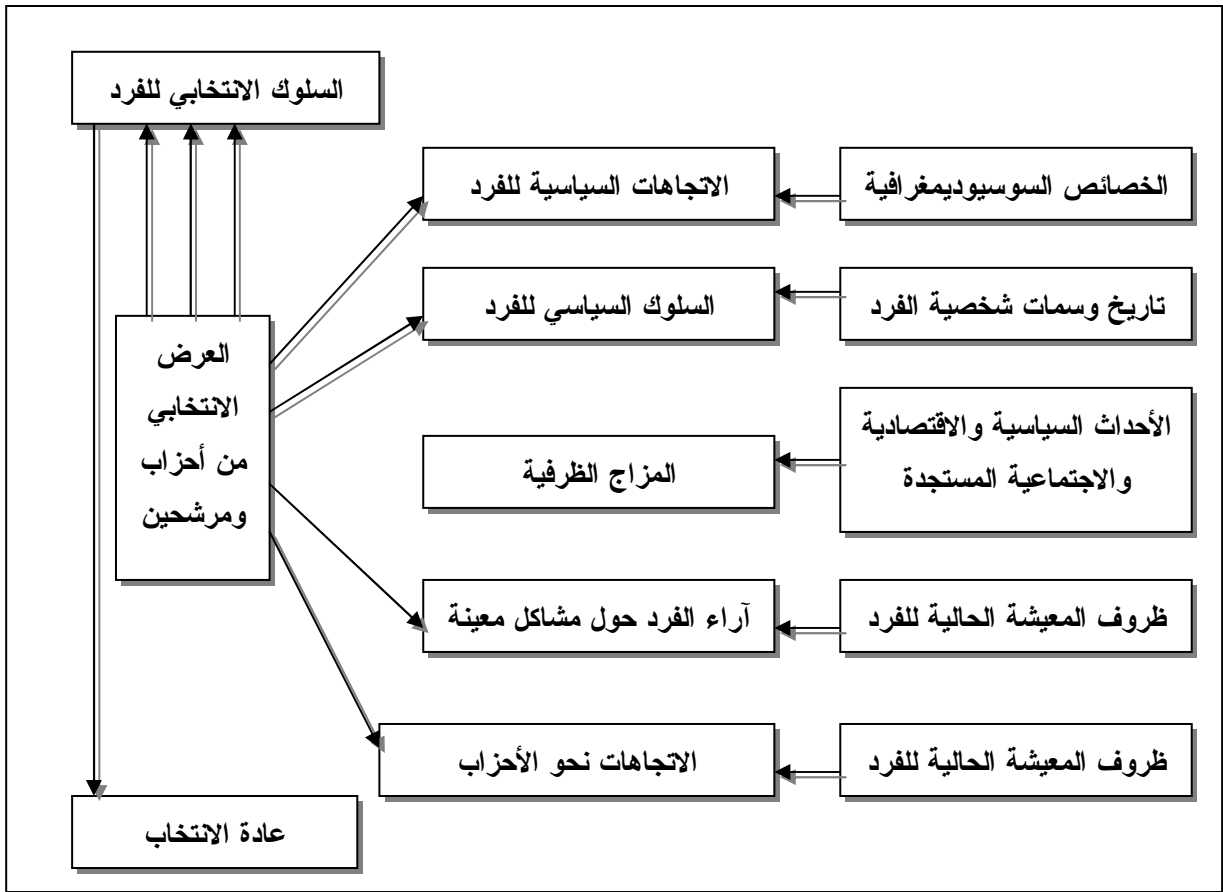 السلوك الانتخابي للفرد
الخصائص السوسيوديمغرافية
الاتجاهات السياسية للفرد
تاريخ وسمات شخصية الفرد
السلوك السياسي للفرد
العرض
الانتخابي
من أحزاب
ومرشحين
الأحداث السياسية والاقتصادية
والاجتماعية المستجدة
المزاج الظرفية
ظروف المعيشة الحالية للفرد
آراء الفرد حول مشاكل معينة
ظروف المعيشة الحالية للفرد
الاتجاهات نحو الأحزاب
عادة الانتخاب